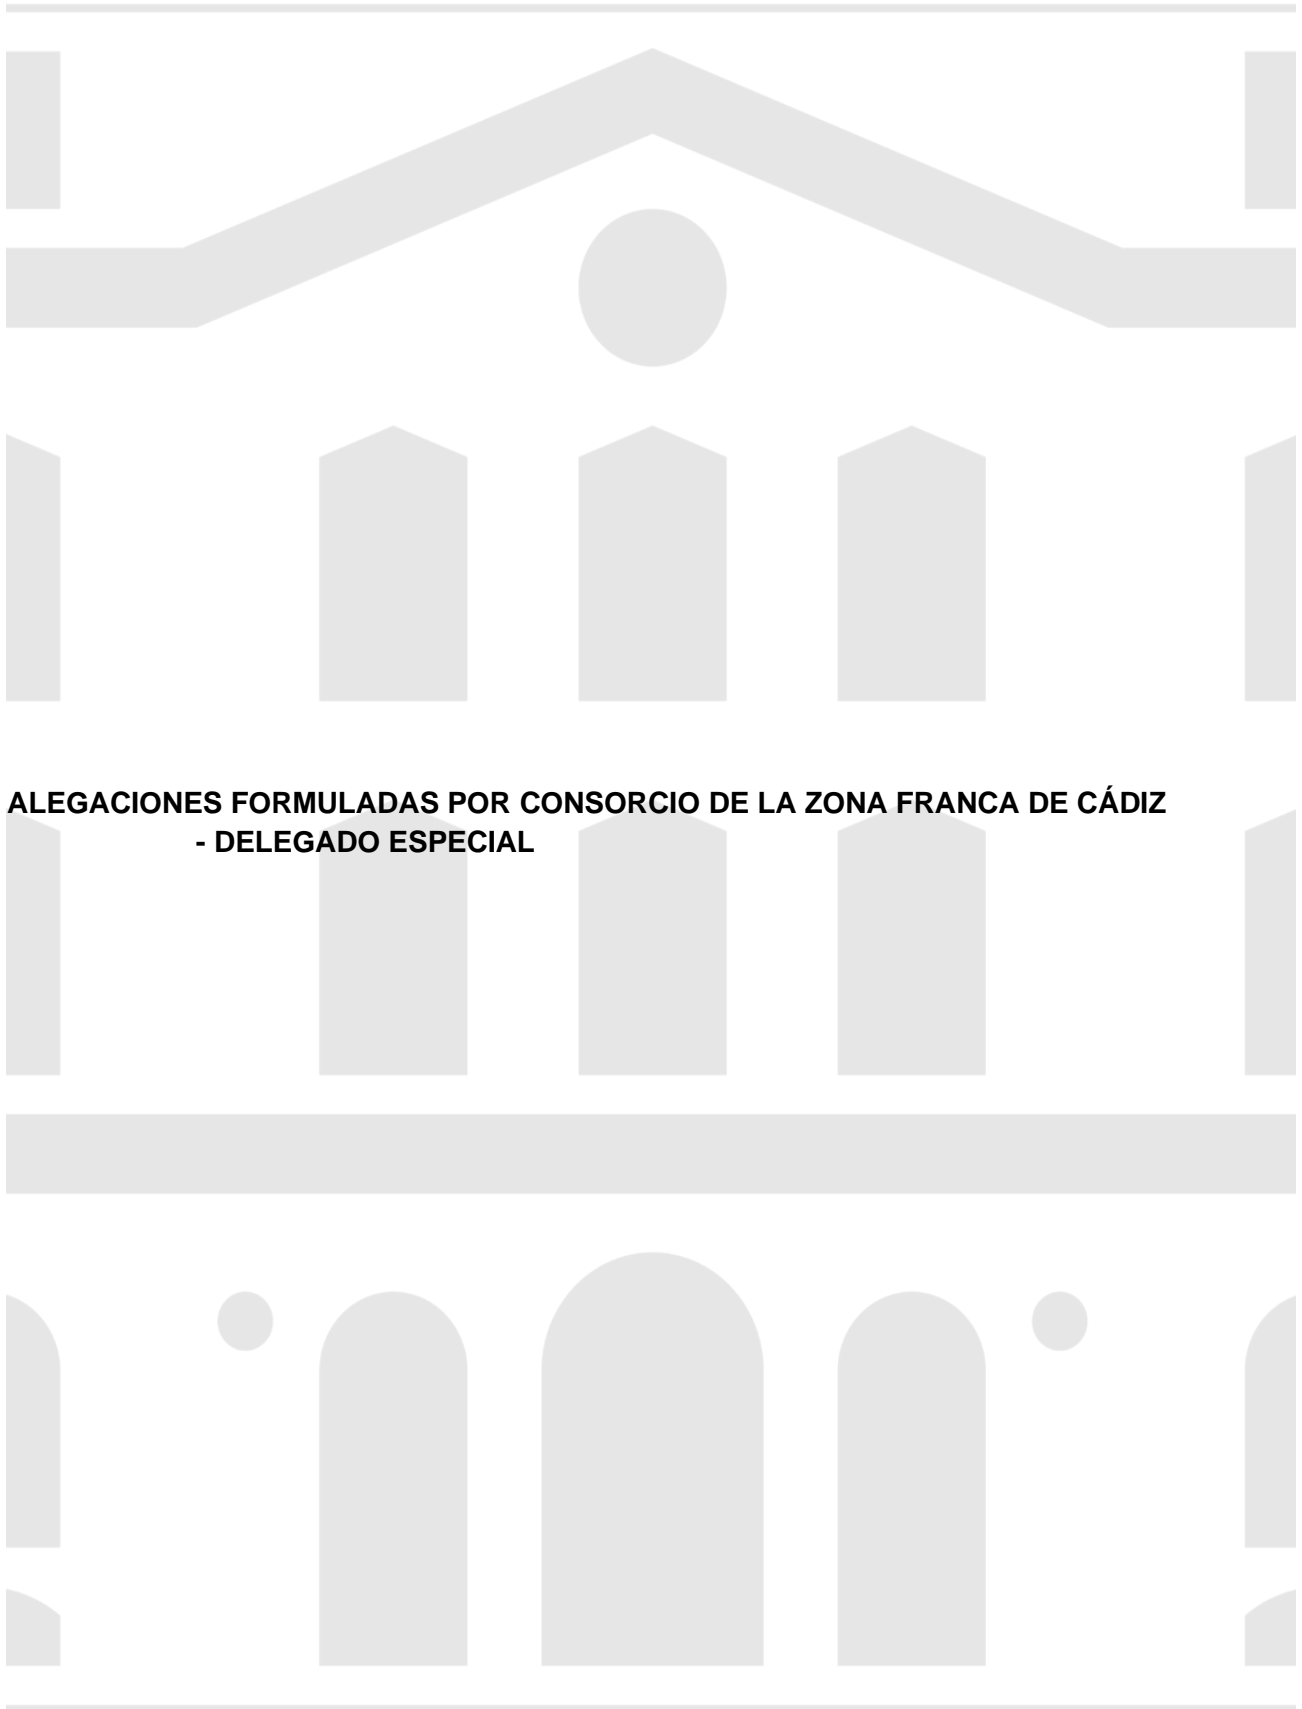 ALEGACIONES FORMULADAS POR CONSORCIO DE LA ZONA FRANCA DE CÁDIZ
- DELEGADO ESPECIAL